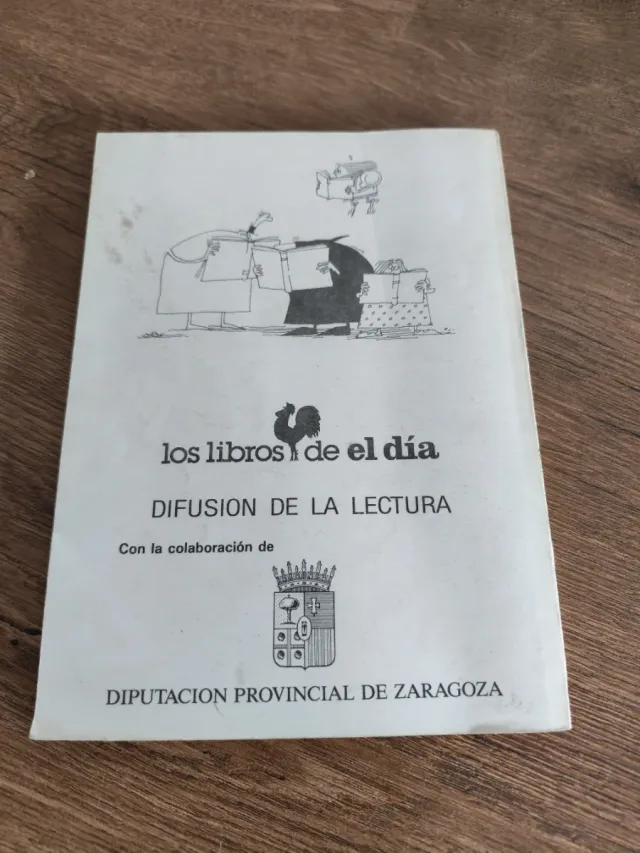 los libros de el día
DIFUSION DE LA LECTURA
Con la colaboración de
DIPUTACION PROVINCIAL DE ZARAGOZA